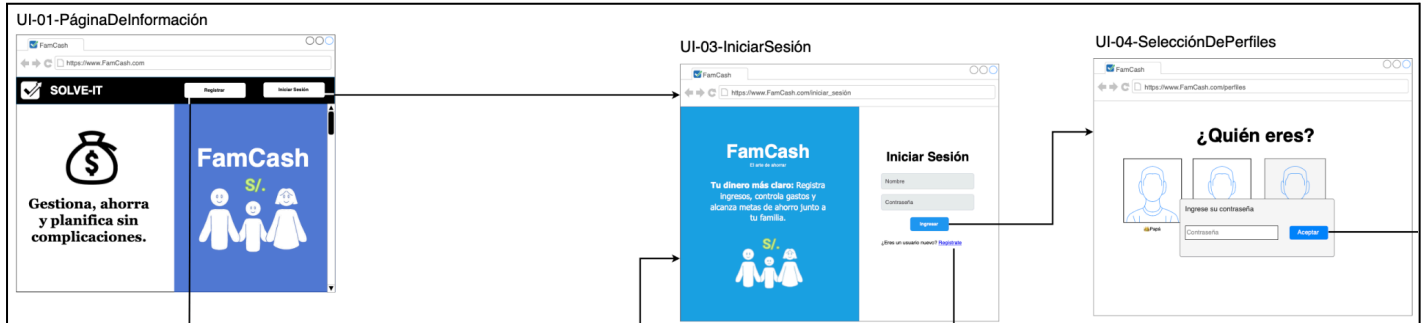 UI-01-PáginaDeInformación
FamCash
https://www.FamCash.com
SOLVE-IT
Registrar
Iniciar Sesión
Gestiona, ahorra
y planifica sin
complicaciones.
FamCash
S/.
UI-03-IniciarSesión
FamCash
https://www.FamCash.com/iniciar_sesión
FamCash
El arte de ahorrar
Tu dinero más claro: Registra
ingresos, controla gastos y
alcanza metas de ahorro junto a
tu familia.
S/.
Iniciar Sesión
Nombre
Contraseña
Ingresar
¿Eres un usuario nuevo? Regístrate
UI-04-SelecciónDePerfiles
FamCash
https://www.FamCash.com/perfiles
¿Quién eres?
Papá
Ingrese su contraseña
Contraseña
Aceptar